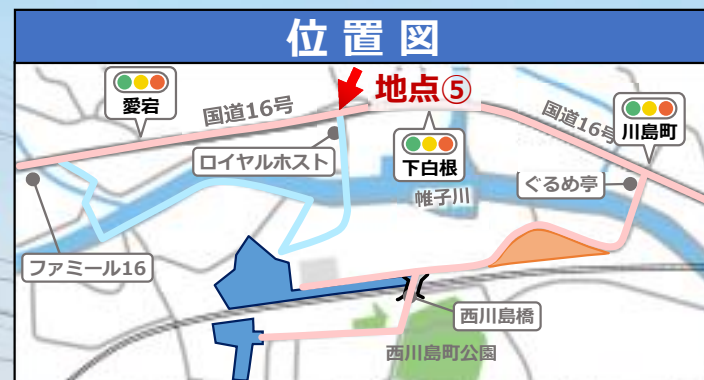 位置図
地点⑤
愛宕
国道16号
国道16号
川島町
ロイヤルホスト
下白根
ぐるめ亭
帷子川
ファミール16
西川島橋
西川島町公園